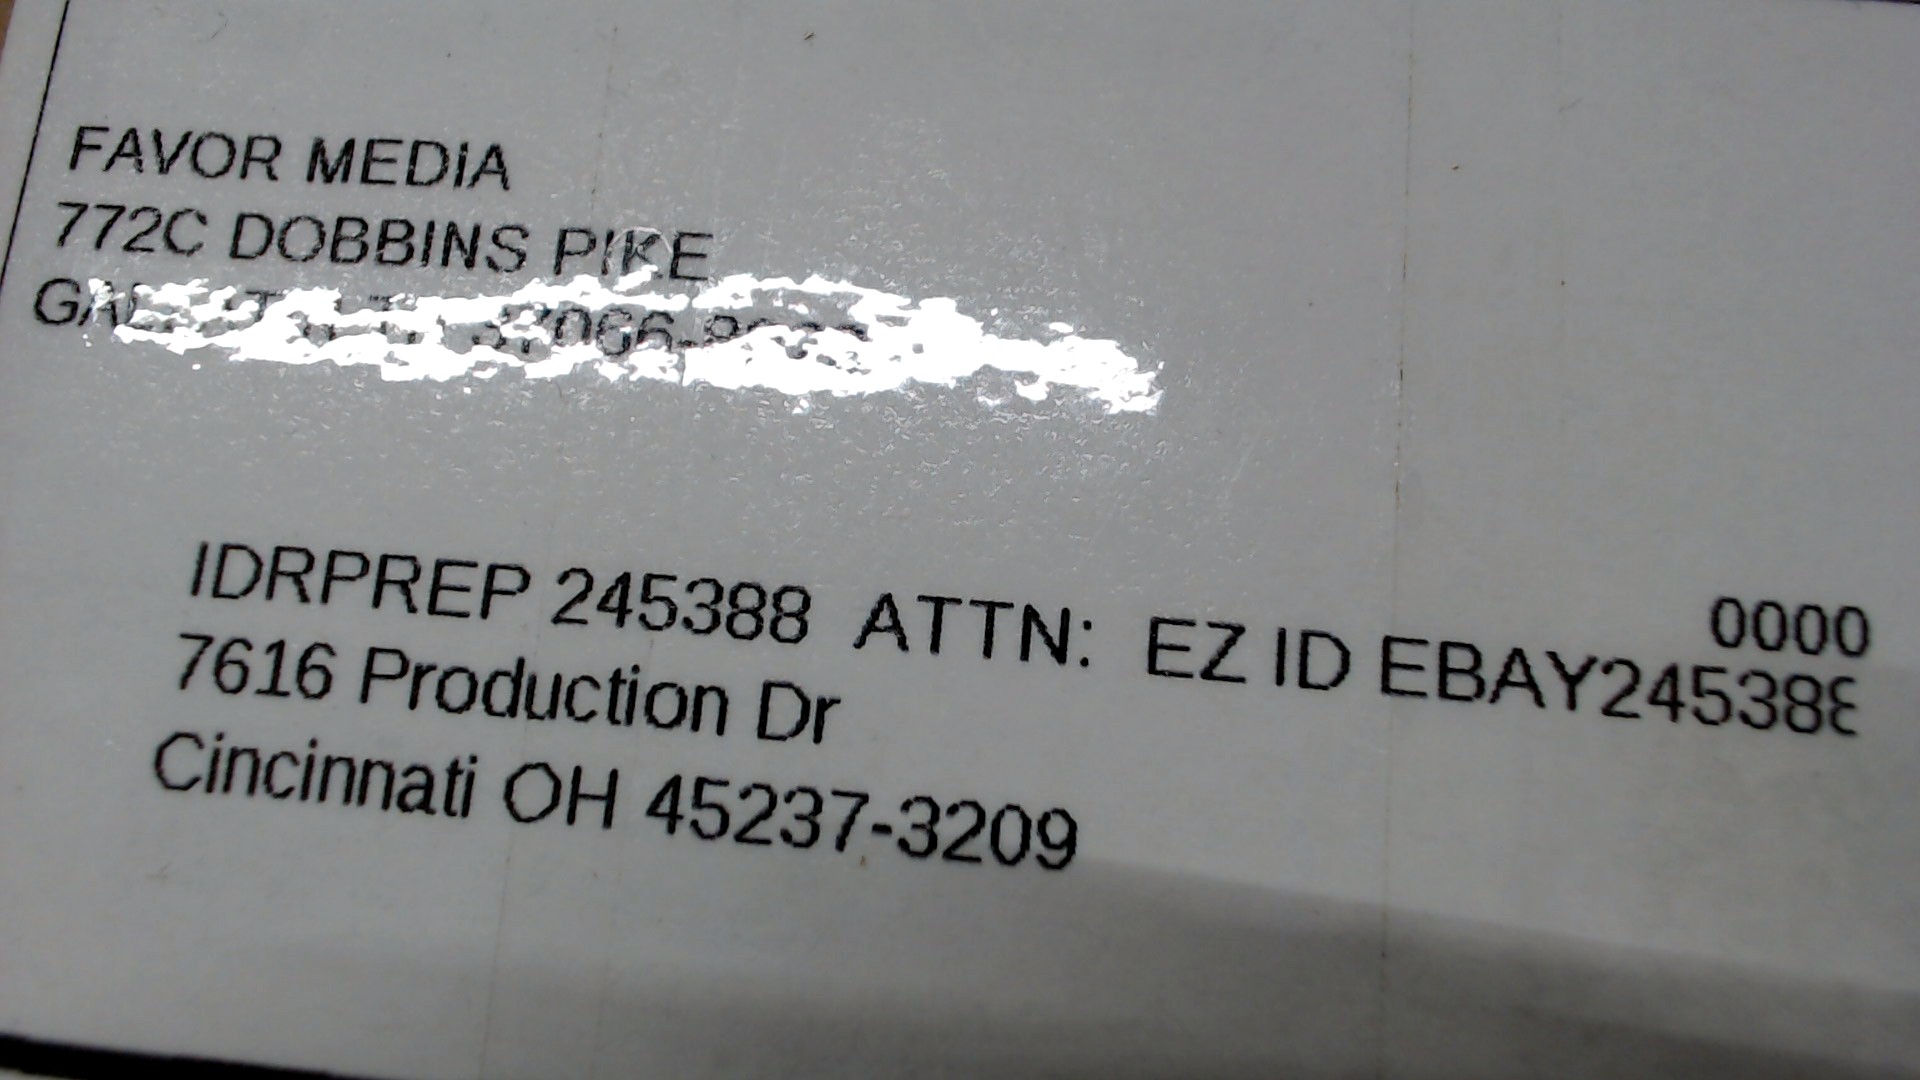 FAVOR MEDIA
772C DOBBINS PIKE
0000
IDRPREP 245388 ATTN: EZ ID EBAY245388
7616 Production Dr
Cincinnati OH 45237-3209